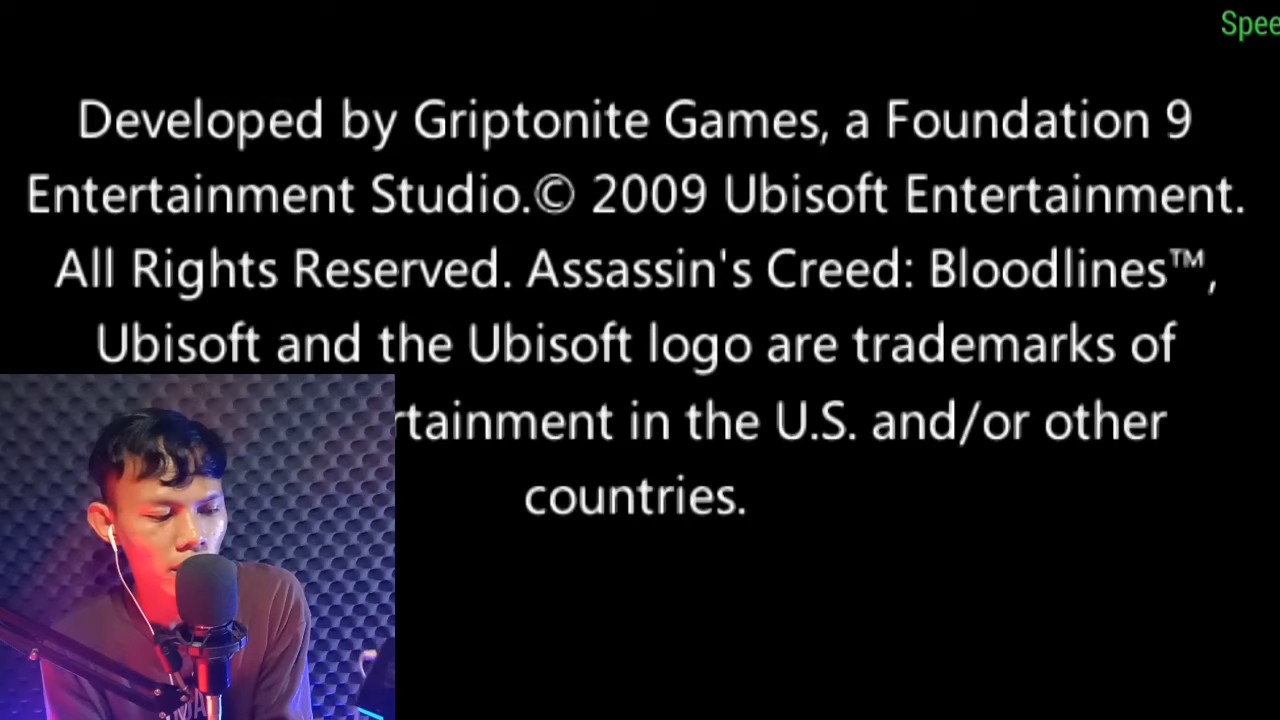 Spee
Developed by Griptonite Games, a Foundation 9
Entertainment Studio.© 2009 Ubisoft Entertainment.
All Rights Reserved. Assassin's Creed: Bloodlines™,
Ubisoft and the Ubisoft logo are trademarks of
rtainment in the U.S. and/or other
countries.